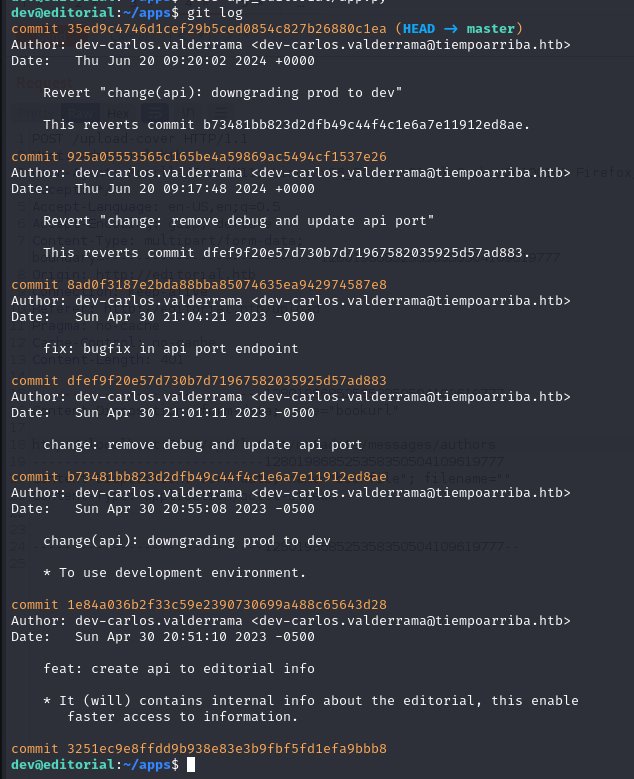 dev@editorial:~/apps$ git log
commit 35ed9c4746d1cef29b5ced0854c827b26880c1ea (HEAD → master)
Author: dev-carlos.valderrama <dev-carlos.valderrama@tiempoarriba.htb>
Date:   Thu Jun 20 09:20:02 2024 +0000
Revert "change(api): downgrading prod to dev"
This reverts commit b73481bb823d2dfb49c44f4c1e6a7e11912ed8ae.
commit 925a05553565c165be4a59869ac5494cf1537e26
Author: dev-carlos.valderrama <dev-carlos.valderrama@tiempoarriba.htb>
Date:   Thu Jun 20 09:17:48 2024 +0000
Revert "change: remove debug and update api port"
This reverts commit dfef9f20e57d730b7d71967582035925d57ad883.
commit 8ad0f3187e2bda88bba85074635ea942974587e8
Author: dev-carlos.valderrama <dev-carlos.valderrama@tiempoarriba.htb>
Date:   Sun Apr 30 21:04:21 2023 -0500
fix: bugfix in api port endpoint
commit dfef9f20e57d730b7d71967582035925d57ad883
Author: dev-carlos.valderrama <dev-carlos.valderrama@tiempoarriba.htb>
Date:   Sun Apr 30 21:01:11 2023 -0500
change: remove debug and update api port
commit b73481bb823d2dfb49c44f4c1e6a7e11912ed8ae
Author: dev-carlos.valderrama <dev-carlos.valderrama@tiempoarriba.htb>
Date:   Sun Apr 30 20:55:08 2023 -0500
change(api): downgrading prod to dev
* To use development environment.
commit 1e84a036b2f33c59e2390730699a488c65643d28
Author: dev-carlos.valderrama <dev-carlos.valderrama@tiempoarriba.htb>
Date:   Sun Apr 30 20:51:10 2023 -0500
feat: create api to editorial info
* It (will) contains internal info about the editorial, this enable
faster access to information.
commit 3251ec9e8ffdd9b938e83e3b9fbf5fd1efa9bbb8
dev@editorial:~/apps$